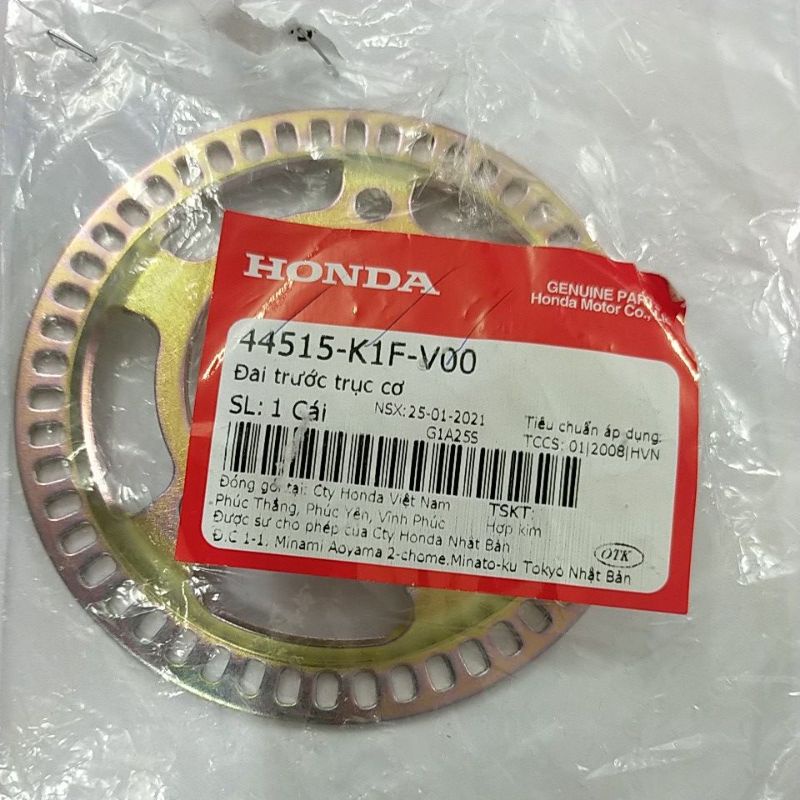 HONDA
GENUINE PARTS
Honda Motor Co.,
44515-K1F-V00
Đai trước trục cơ
SL: 1 Cái
NSX: 25-01-2021
G1A25S
Tiêu chuẩn áp dụng:
TCCS: 01|2008|HVN
Đóng gói tại: Cty Honda Việt Nam
Phúc Thắng, Phúc Yên, Vĩnh Phúc
Được sự cho phép của Cty Honda Nhật Bản
Đ.C 1-1, Minami Aoyama 2-chome,Minato-ku Tokyo Nhật Bản
TSKT:
Hợp kim
OTK